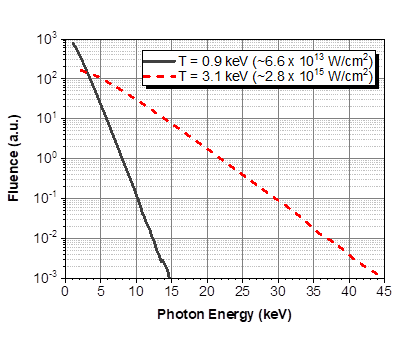 10³
T = 0.9 keV (~6.6 x 10¹³ W/cm²)
T = 3.1 keV (~2.8 x 10¹⁵ W/cm²)
10²
10¹
10⁰
10⁻¹
10⁻²
10⁻³
Fluence (a.u.)
0 5 10 15 20 25 30 35 40 45
Photon Energy (keV)